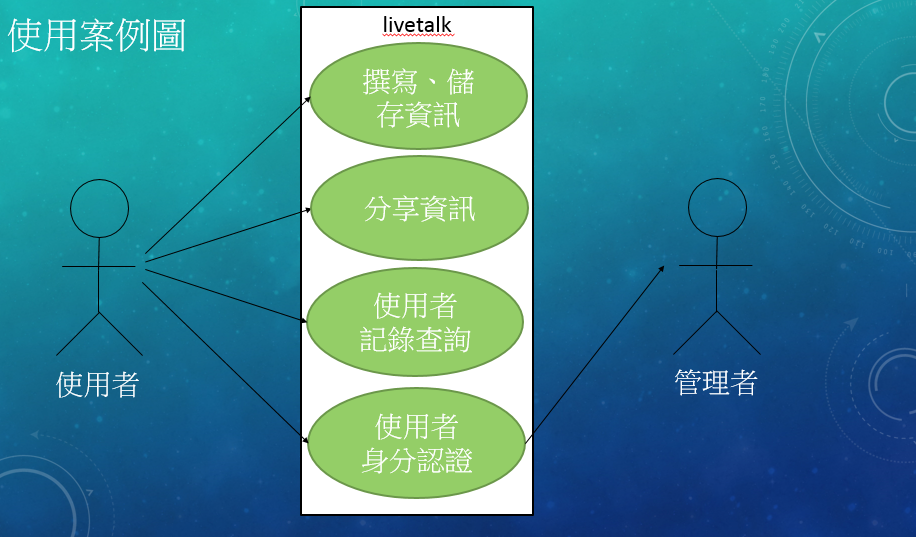 使用案例圖
livetalk
撰寫、儲
存資訊
分享資訊
使用者
記錄查詢
使用者
身分認證
使用者
管理者